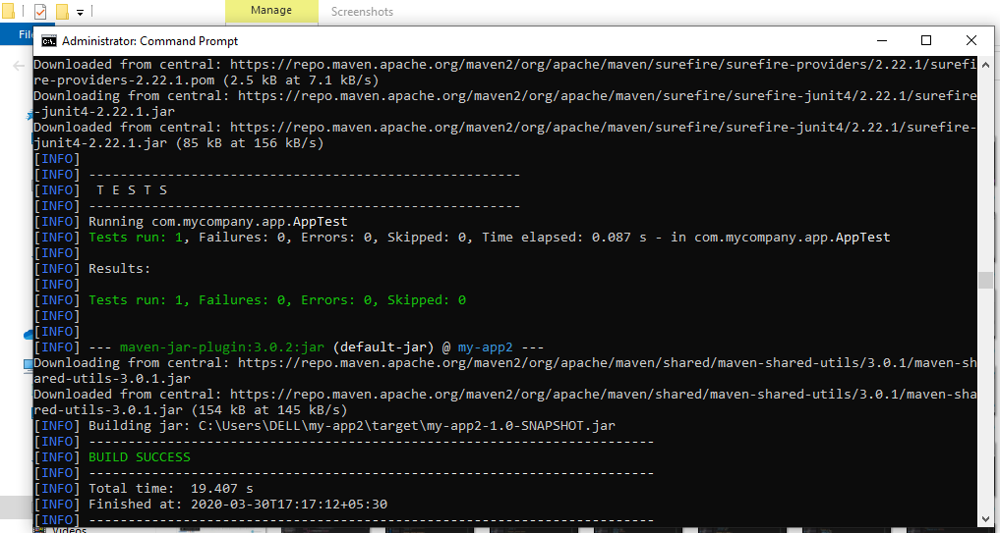 Manage
Screenshots
Fil
Administrator: Command Prompt
Downloaded from central: https://repo.maven.apache.org/maven2/org/apache/maven/surefire/surefire-providers/2.22.1/surefi
re-providers-2.22.1.pom (2.5 kB at 7.1 kB/s)
Downloading from central: https://repo.maven.apache.org/maven2/org/apache/maven/surefire/surefire-junit4/2.22.1/surefire
-junit4-2.22.1.jar
Downloaded from central: https://repo.maven.apache.org/maven2/org/apache/maven/surefire/surefire-junit4/2.22.1/surefire-
junit4-2.22.1.jar (85 kB at 156 kB/s)
[INFO]
[INFO] -------------------------------------------------------
[INFO]  T E S T S
[INFO] -------------------------------------------------------
[INFO] Running com.mycompany.app.AppTest
[INFO] Tests run: 1, Failures: 0, Errors: 0, Skipped: 0, Time elapsed: 0.087 s - in com.mycompany.app.AppTest
[INFO]
[INFO] Results:
[INFO]
[INFO] Tests run: 1, Failures: 0, Errors: 0, Skipped: 0
[INFO]
[INFO]
[INFO] --- maven-jar-plugin:3.0.2:jar (default-jar) @ my-app2 ---
Downloading from central: https://repo.maven.apache.org/maven2/org/apache/maven/shared/maven-shared-utils/3.0.1/maven-sh
ared-utils-3.0.1.jar
Downloaded from central: https://repo.maven.apache.org/maven2/org/apache/maven/shared/maven-shared-utils/3.0.1/maven-sha
red-utils-3.0.1.jar (154 kB at 145 kB/s)
[INFO] Building jar: C:\Users\DELL\my-app2\target\my-app2-1.0-SNAPSHOT.jar
[INFO] ------------------------------------------------------------------------
[INFO] BUILD SUCCESS
[INFO] ------------------------------------------------------------------------
[INFO] Total time:  19.407 s
[INFO] Finished at: 2020-03-30T17:17:12+05:30
[INFO] ------------------------------------------------------------------------
Videos